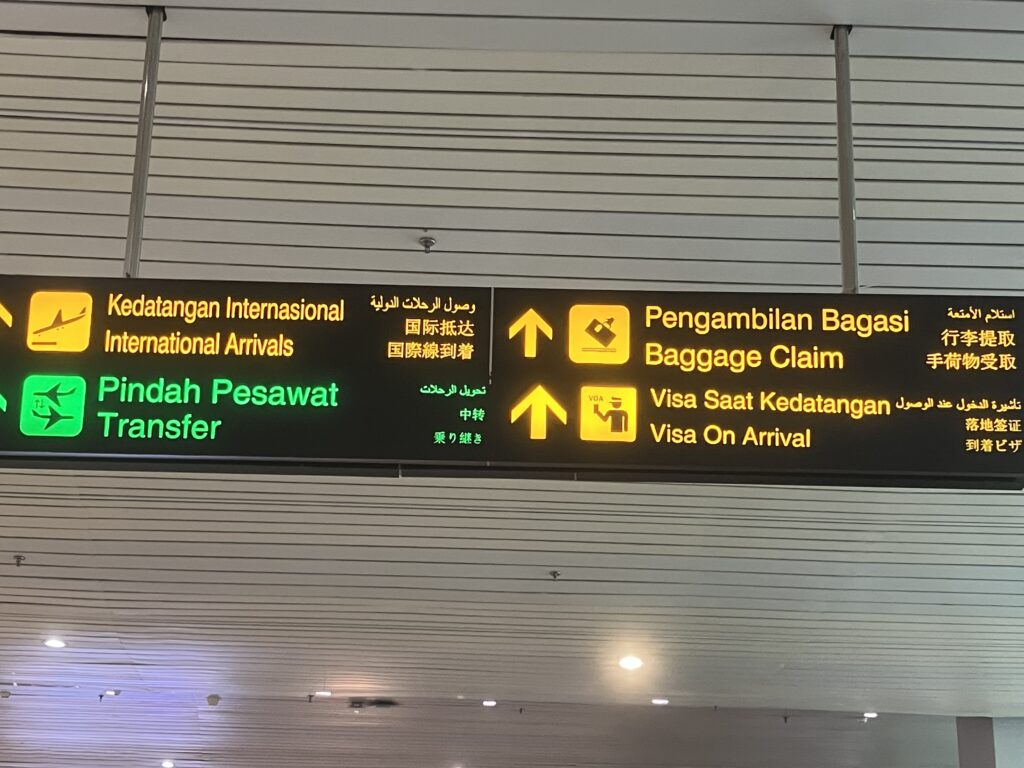 Kedatangan Internasional
International Arrivals
وصول الرحلات الدولية
国际抵达
国際線到着
Pindah Pesawat
Transfer
تحويل الرحلات
中转
乗り継き
Pengambilan Bagasi
Baggage Claim
استلام الأمتعة
行李提取
手荷物受取
VOA
Visa Saat Kedatangan
Visa On Arrival
تأشيرة الدخول عند الوصول
落地签证
到着ビザ